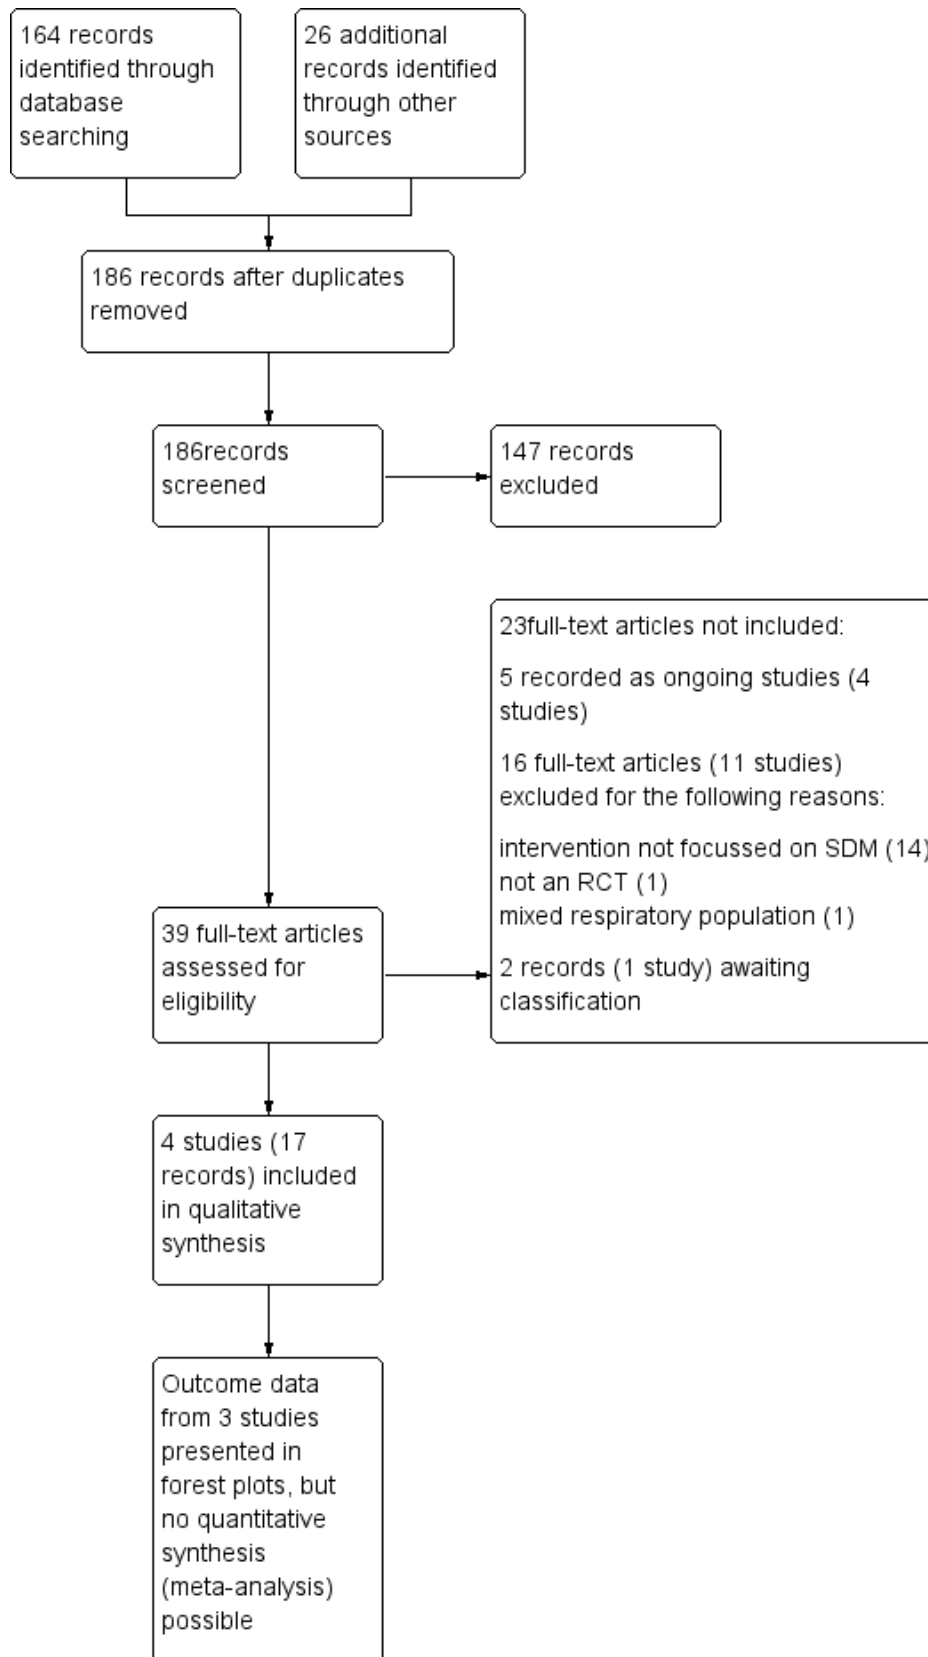 164 records
identified through
database
searching
26 additional
records identified
through other
sources
186 records after duplicates
removed
186records
screened
147 records
excluded
23full-text articles not included:
5 recorded as ongoing studies (4
studies)
16 full-text articles (11 studies)
excluded for the following reasons:
intervention not focussed on SDM (14)
not an RCT (1)
mixed respiratory population (1)
2 records (1 study) awaiting
classification
39 full-text articles
assessed for
eligibility
4 studies (17
records) included
in qualitative
synthesis
Outcome data
from 3 studies
presented in
forest plots, but
no quantitative
synthesis
(meta-analysis)
possible